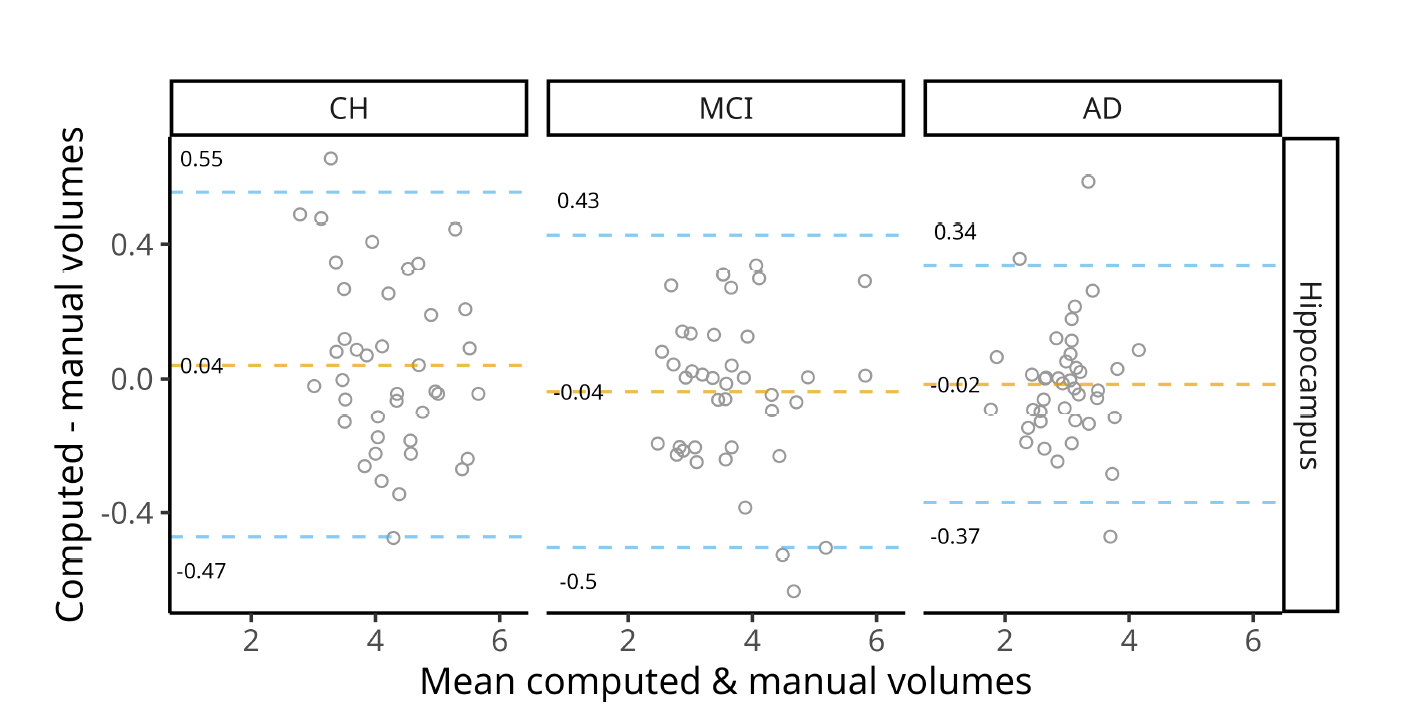 CH MCI AD
0.55
0.43
0.34
0.4
0.04
-0.04
-0.02
0.0
-0.4
-0.47
-0.5
-0.37
2 4 6 2 4 6 2 4 6
Mean computed & manual volumes
Computed - manual volumes
Hippocampus